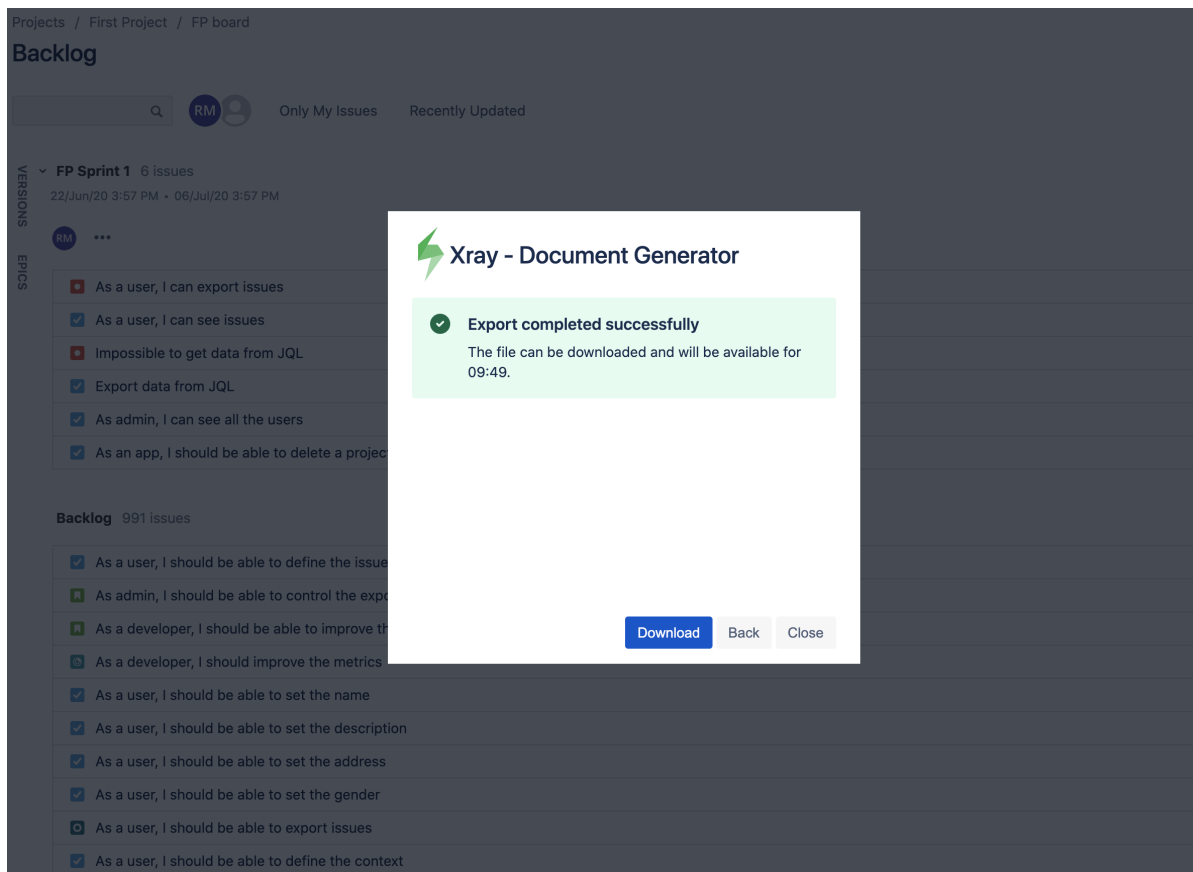 Projects / First Project / FP board
Backlog
RM
Only My Issues
Recently Updated
VERSIONS
EPICS
FP Sprint 1 6 issues
22/Jun/20 3:57 PM • 06/Jul/20 3:57 PM
RM •••
As a user, I can export issues
As a user, I can see issues
Impossible to get data from JQL
Export data from JQL
As admin, I can see all the users
As an app, I should be able to delete a projec
Backlog 991 issues
As a user, I should be able to define the issue
As admin, I should be able to control the expo
As a developer, I should be able to improve th
As a developer, I should improve the metrics
As a user, I should be able to set the name
As a user, I should be able to set the description
As a user, I should be able to set the address
As a user, I should be able to set the gender
As a user, I should be able to export issues
As a user, I should be able to define the context
Xray - Document Generator
Export completed successfully
The file can be downloaded and will be available for
09:49.
Download
Back
Close